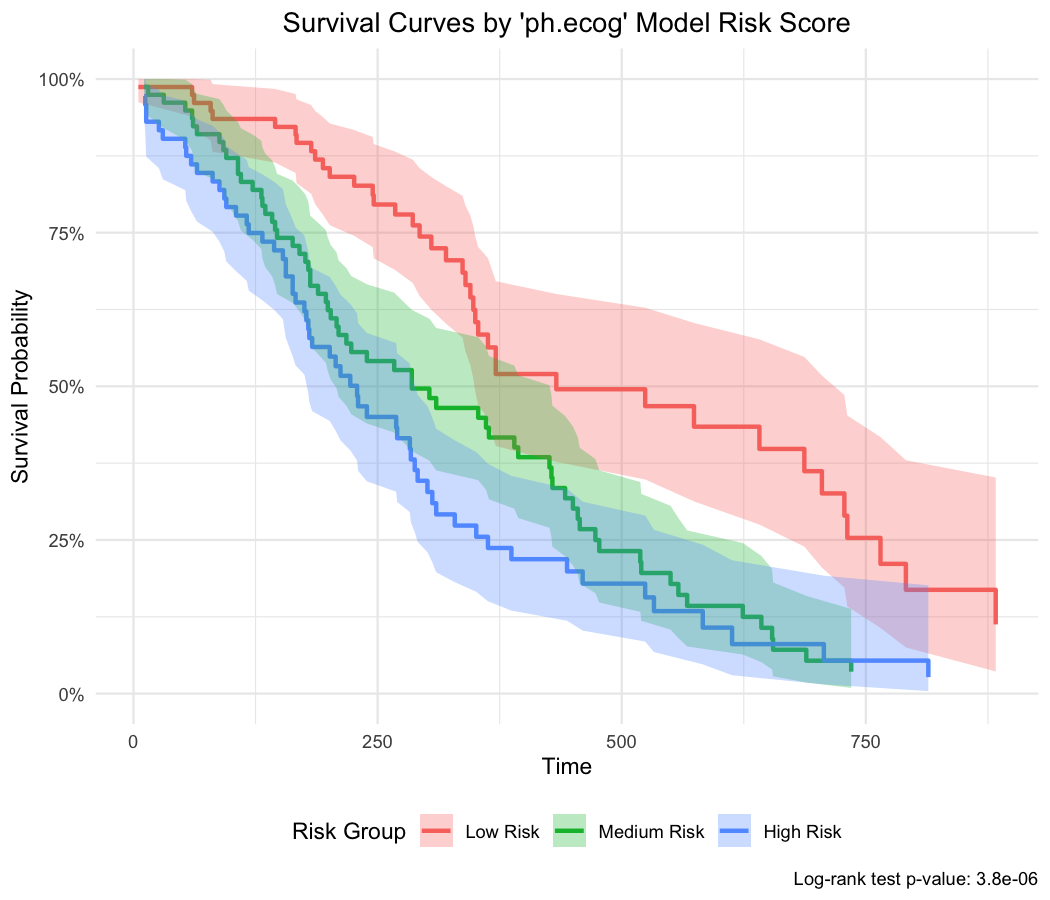 Survival Curves by 'ph.ecog' Model Risk Score
100%
75%
50%
25%
0%
Survival Probability
0 250 500 750
Time
Risk Group Low Risk Medium Risk High Risk
Log-rank test p-value: 3.8e-06